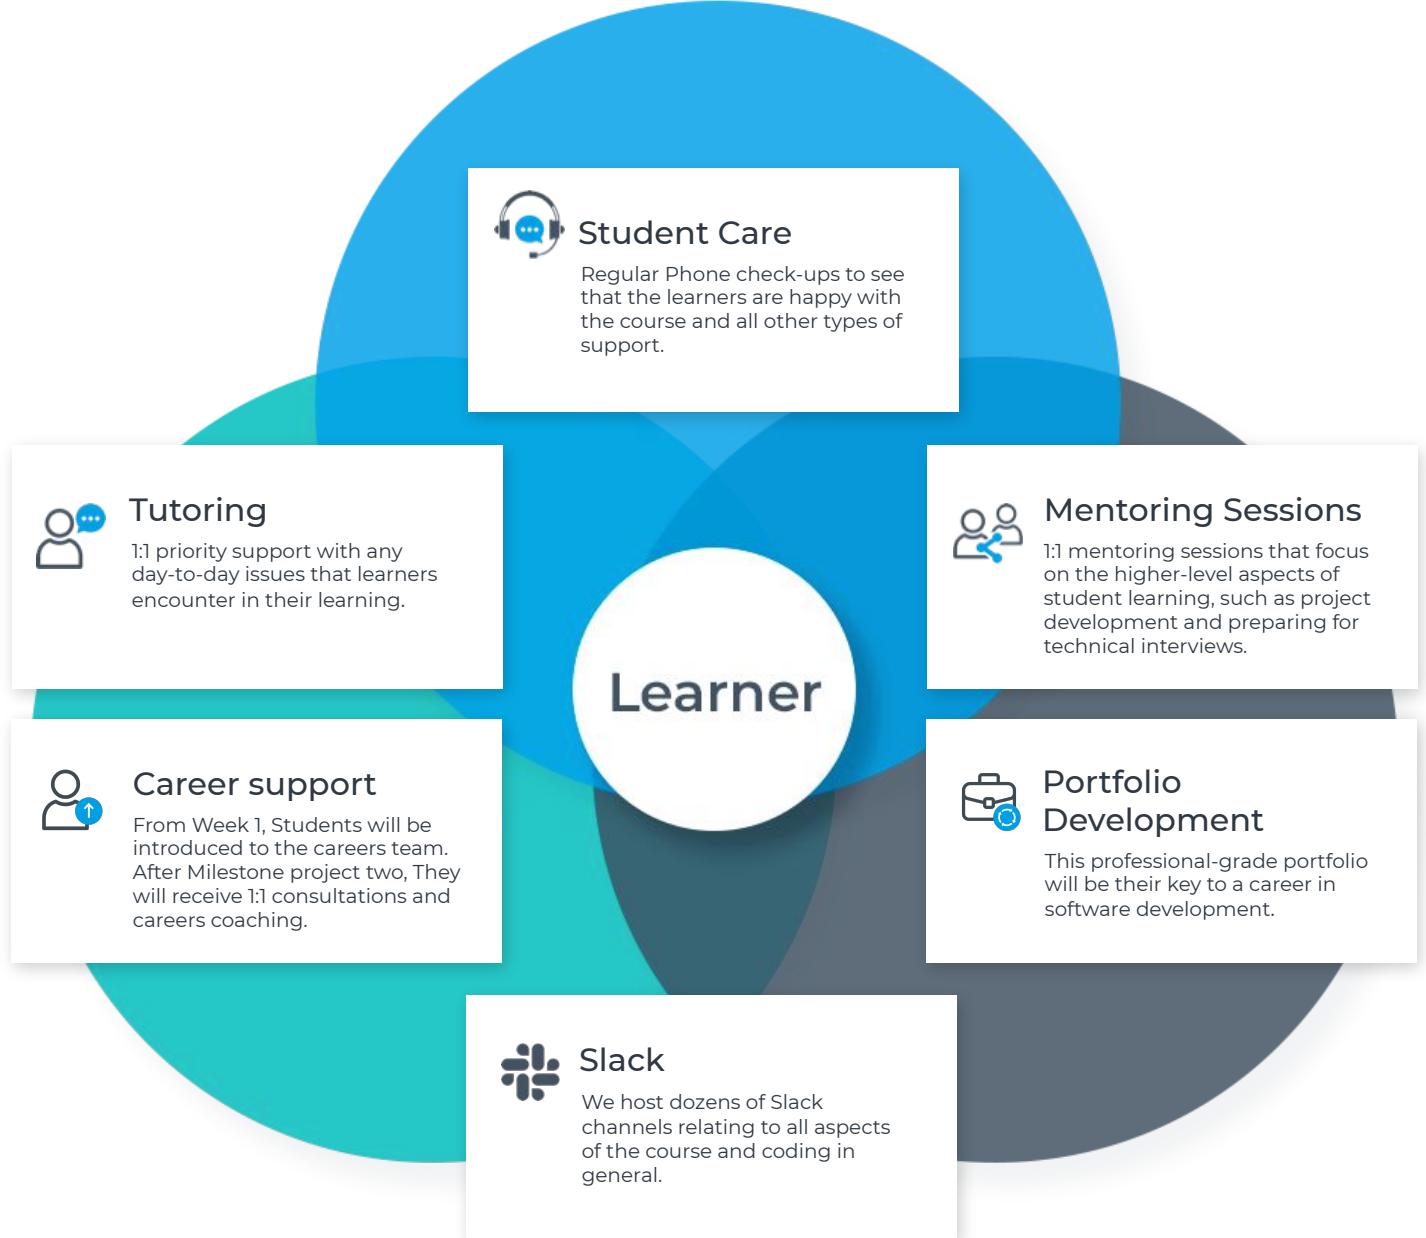 Student Care
Regular Phone check-ups to see
that the learners are happy with
the course and all other types of
support.
Tutoring
1:1 priority support with any
day-to-day issues that learners
encounter in their learning.
Mentoring Sessions
1:1 mentoring sessions that focus
on the higher-level aspects of
student learning, such as project
development and preparing for
technical interviews.
Learner
Career support
From Week 1, Students will be
introduced to the careers team.
After Milestone project two, They
will receive 1:1 consultations and
careers coaching.
Portfolio
Development
This professional-grade portfolio
will be their key to a career in
software development.
Slack
We host dozens of Slack
channels relating to all aspects
of the course and coding in
general.